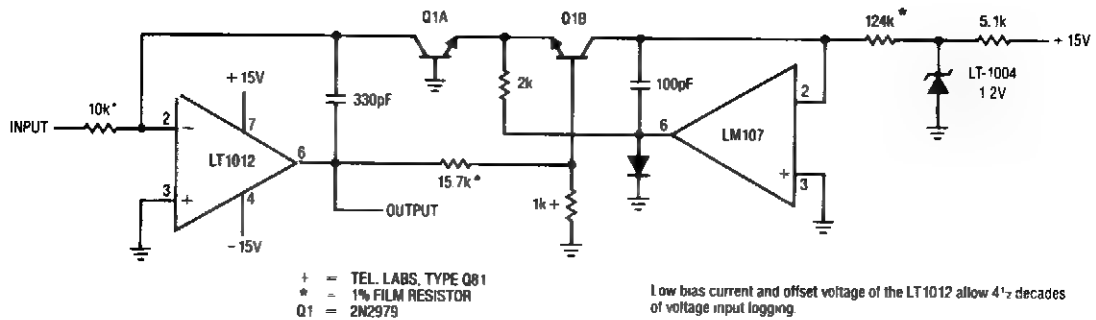 Q1A
Q1B
124k*
5.1k
+ 15V
LT-1004
1 2V
2k
100pF
330pF
+15V
10k*
INPUT
2
−
7
6
LT1012
3
+
4
−15V
15.7k*
OUTPUT
1k+
6
LM107
2
+
3
+ = TEL. LABS, TYPE Q81
* = 1% FILM RESISTOR
Q1 = 2N2979
Low bias current and offset voltage of the LT1012 allow 4½ decades
of voltage input logging